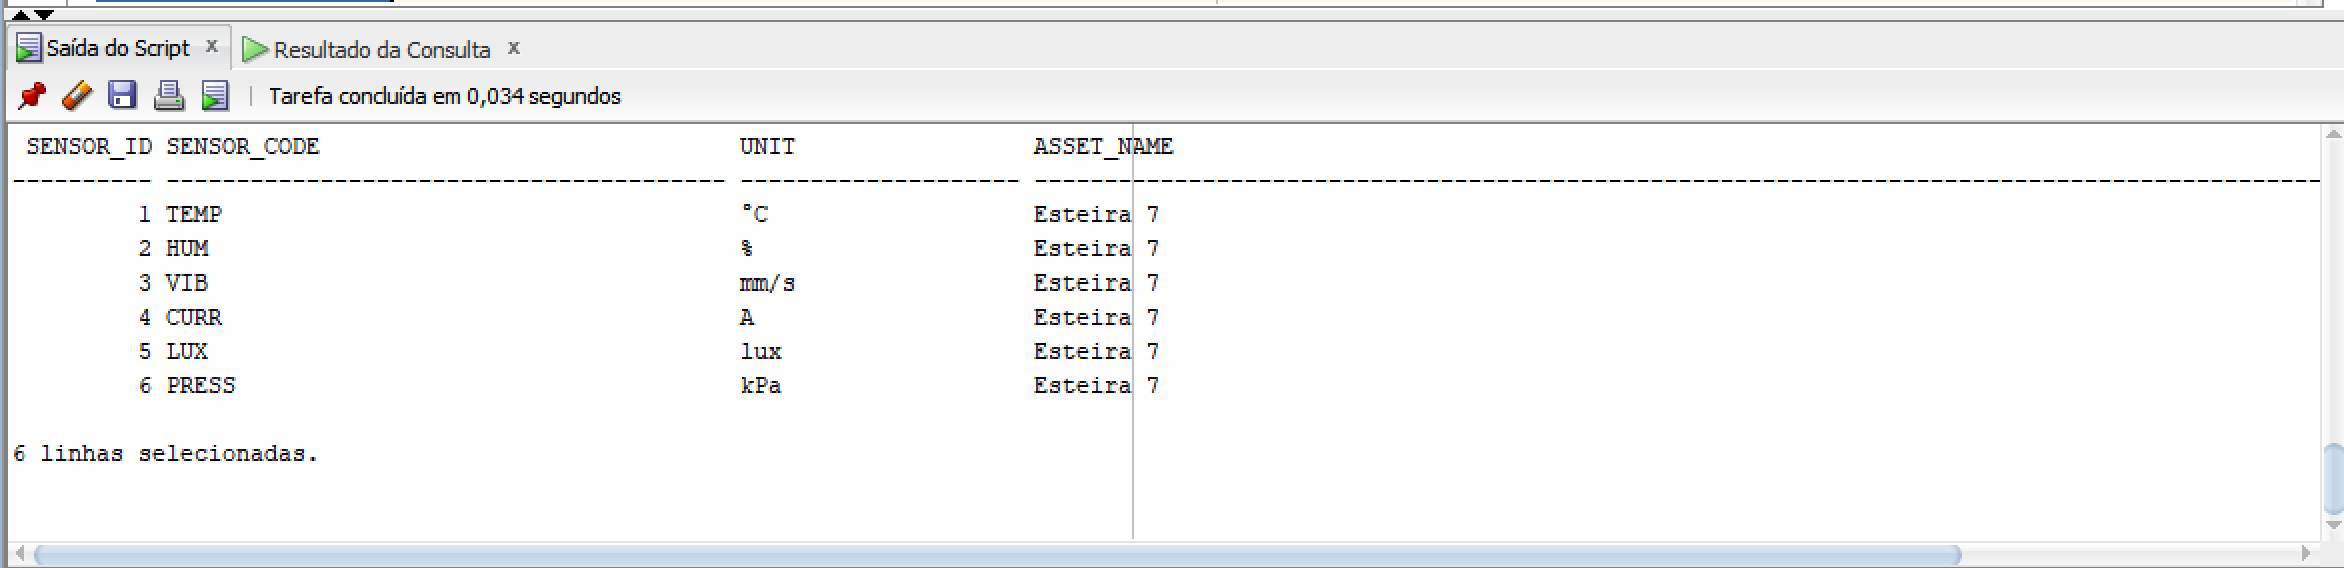 Saída do Script x Resultado da Consulta x
Tarefa concluída em 0,034 segundos
SENSOR_ID SENSOR_CODE UNIT ASSET_NAME
---------- ---------------------------------------- -------------------- --------------------------------------------------------------------------------------------
1 TEMP °C Esteira 7
2 HUM % Esteira 7
3 VIB mm/s Esteira 7
4 CURR A Esteira 7
5 LUX lux Esteira 7
6 PRESS kPa Esteira 7
6 linhas selecionadas.